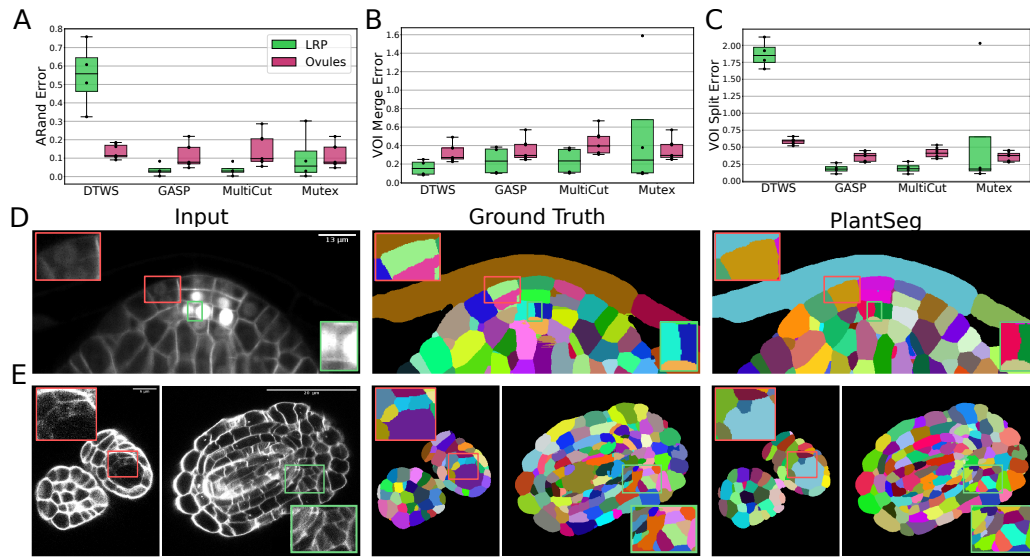 A
ARand Error
0.8
0.7
0.6
0.5
0.4
0.3
0.2
0.1
0.0
LRP
Ovules
DTWS GASP MultiCut Mutex
B
VOI Merge Error
1.6
1.4
1.2
1.0
0.8
0.6
0.4
0.2
0.0
DTWS GASP MultiCut Mutex
C
VOI Split Error
2.00
1.75
1.50
1.25
1.00
0.75
0.50
0.25
0.00
DTWS GASP MultiCut Mutex
D
Input Ground Truth PlantSeg
13 μm
E
20 μm